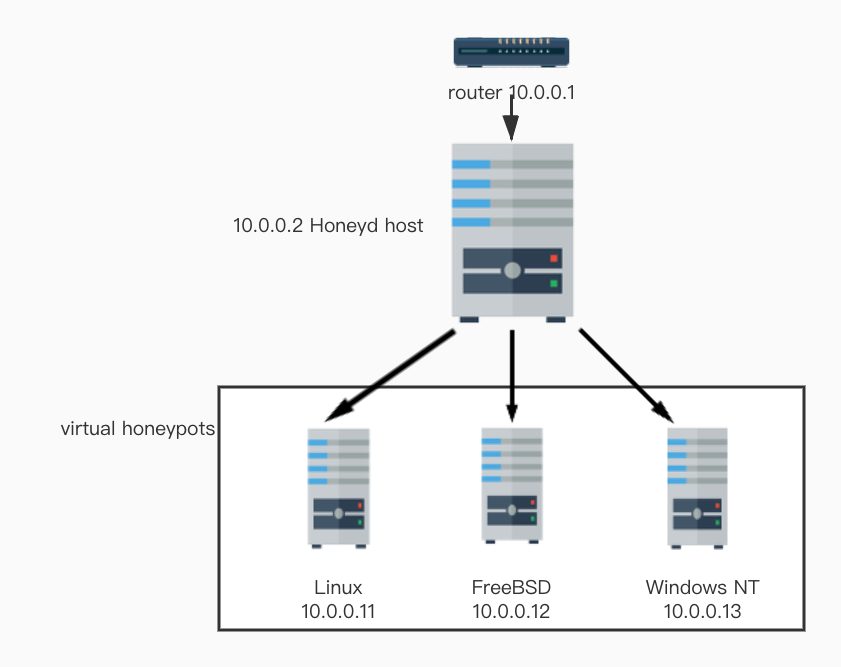 router 10.0.0.1
10.0.0.2 Honeyd host
virtual honeypots
Linux
10.0.0.11
FreeBSD
10.0.0.12
Windows NT
10.0.0.13